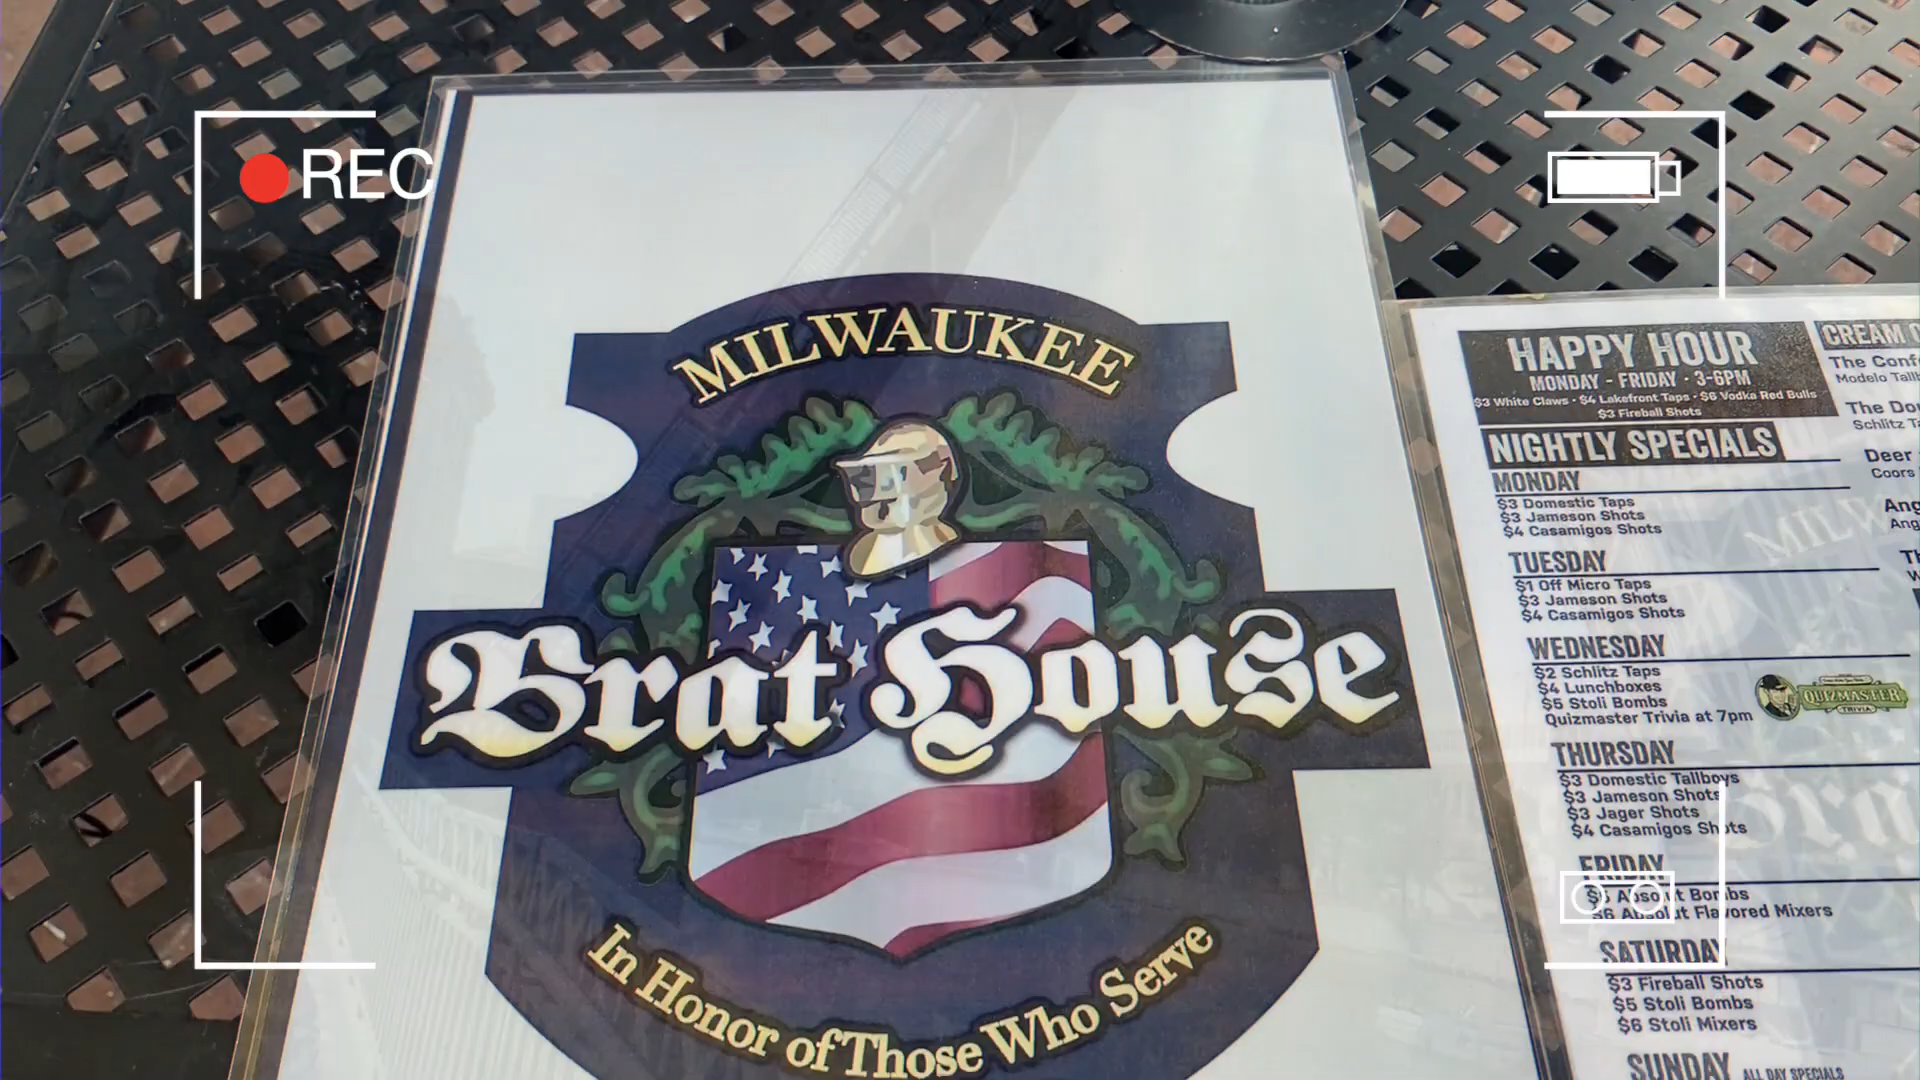 REC
MILWAUKEE
Brat House
In Honor of Those Who Serve
HAPPY HOUR
MONDAY - FRIDAY · 3-6PM
$3 White Claws · $4 Lakefront Taps · $6 Vodka Red Bulls
$3 Fireball Shots
NIGHTLY SPECIALS
MONDAY
$3 Domestic Taps
$3 Jameson Shots
$4 Casamigos Shots
TUESDAY
$1 Off Micro Taps
$3 Jameson Shots
$4 Casamigos Shots
WEDNESDAY
$2 Schlitz Taps
$4 Lunchboxes
$5 Stoli Bombs
Quizmaster Trivia at 7pm
QUIZMASTER
TRIVIA
THURSDAY
$3 Domestic Tallboys
$3 Jameson Shots
$3 Jager Shots
$4 Casamigos Shots
FRIDAY
Absolut Bombs
$6 Absolut Flavored Mixers
SATURDAY
$3 Fireball Shots
$5 Stoli Bombs
$6 Stoli Mixers
SUNDAY ALL DAY SPECIALS
CREAM
The
Modelo
The
Schlitz
Deer
Coors